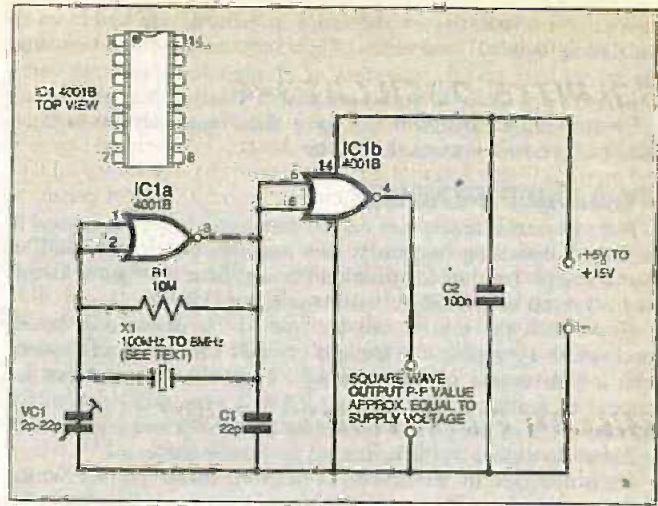 1
14
IC1 4001B
TOP VIEW
7
8
IC1a
4001B
1
2
3
IC1b
4001B
14
5
6
4
7
R1
10M
X1
100kHz TO 8MHz
(SEE TEXT)
VC1
2p-22p
C1
22p
C2
100n
+5V TO
+15V
SQUARE WAVE
OUTPUT P-P VALUE
APPROX. EQUAL TO
SUPPLY VOLTAGE